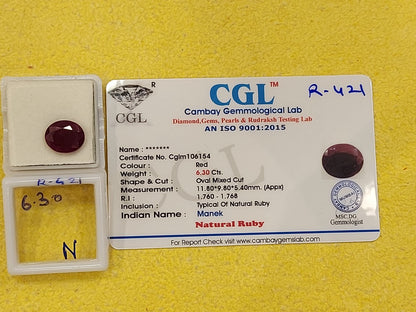 R
CGL
CGL™
Cambay Gemmological Lab
Diamond,Gems, Pearls & Rudraksh Testing Lab
AN ISO 9001:2015
R-421
Name : *******
Certificate No. Cglm106154
Colour : Red
Weight : 6.30 Cts.
Shape & Cut : Oval Mixed Cut
Measurement : 11.80*9.80*5.40mm. (Appx)
R.I : 1.760 - 1.768
Inclusion : Typical Of Natural Ruby
Indian Name : Manek
Natural Ruby
For Report Check visit www.cambaygemslab.com
MSC,DG
Gemmologist
R-421
6.30
N